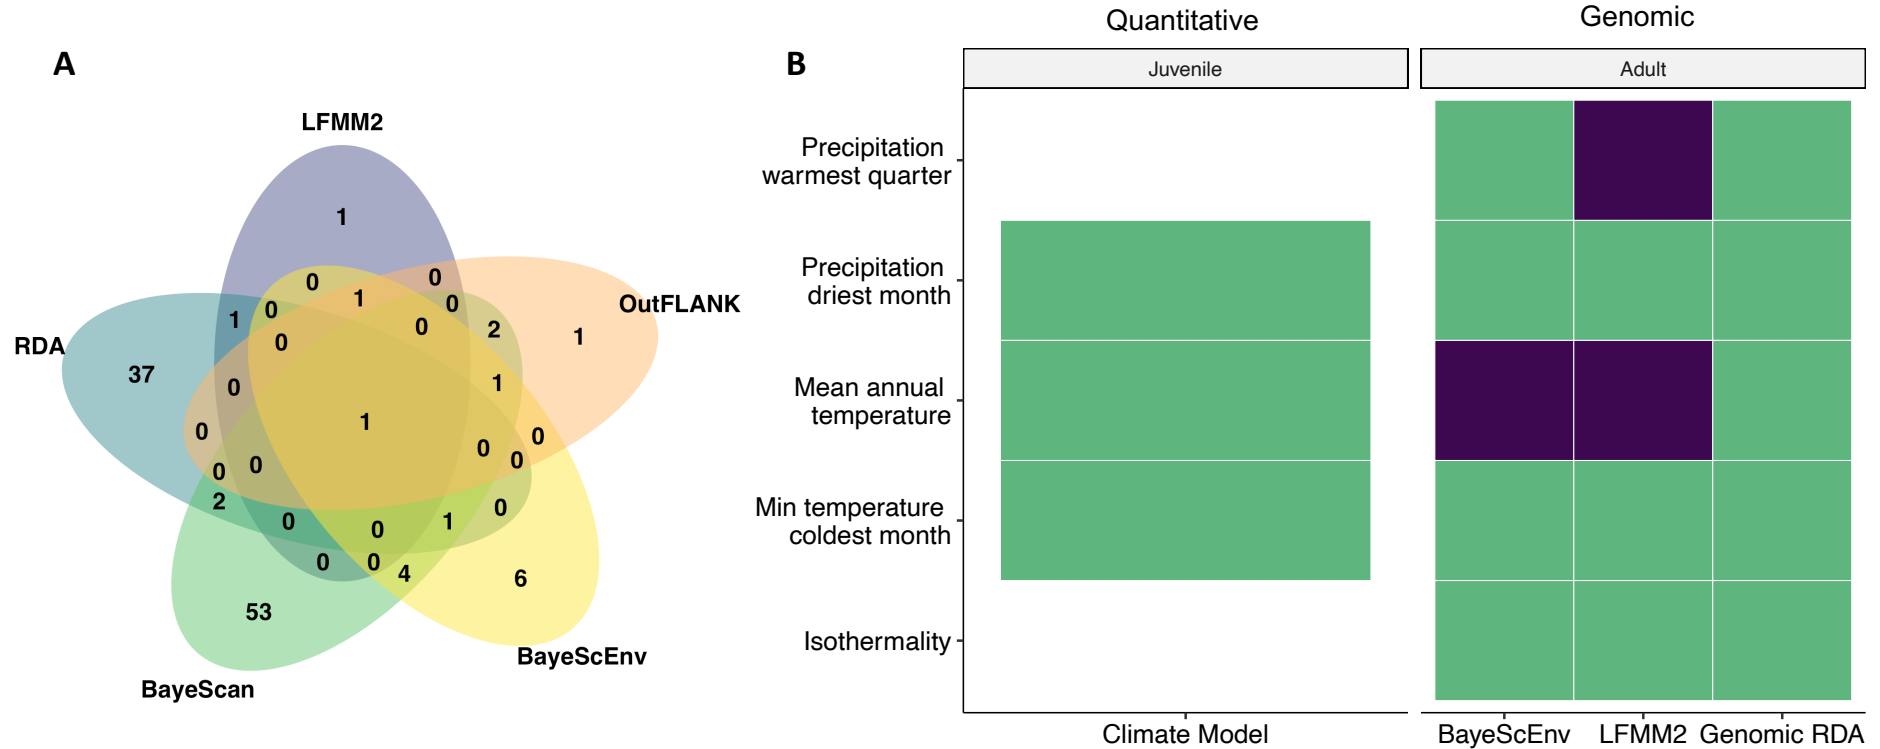 A
LFMM2
1
0
0
0
1
OutFLANK
0
0
1
0
2
1
RDA
0
37
0
1
1
0
0
0
0
0
0
2
0
1
0
0
0
0
4
6
53
BayeScEnv
BayeScan
B
Quantitative
Genomic
Juvenile
Adult
Precipitation
warmest quarter
Precipitation
driest month
Mean annual
temperature
Min temperature
coldest month
Isothermality
Climate Model
BayeScEnv
LFMM2
Genomic RDA